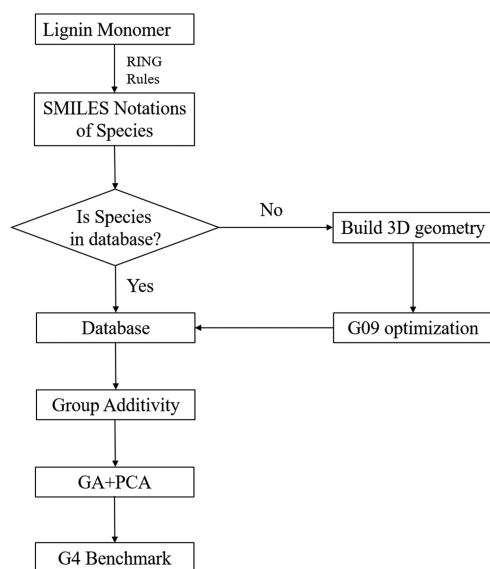 Lignin Monomer
RING
Rules
SMILES Notations
of Species
Is Species
in database?
No
Build 3D geometry
Yes
Database
G09 optimization
Group Additivity
GA+PCA
G4 Benchmark